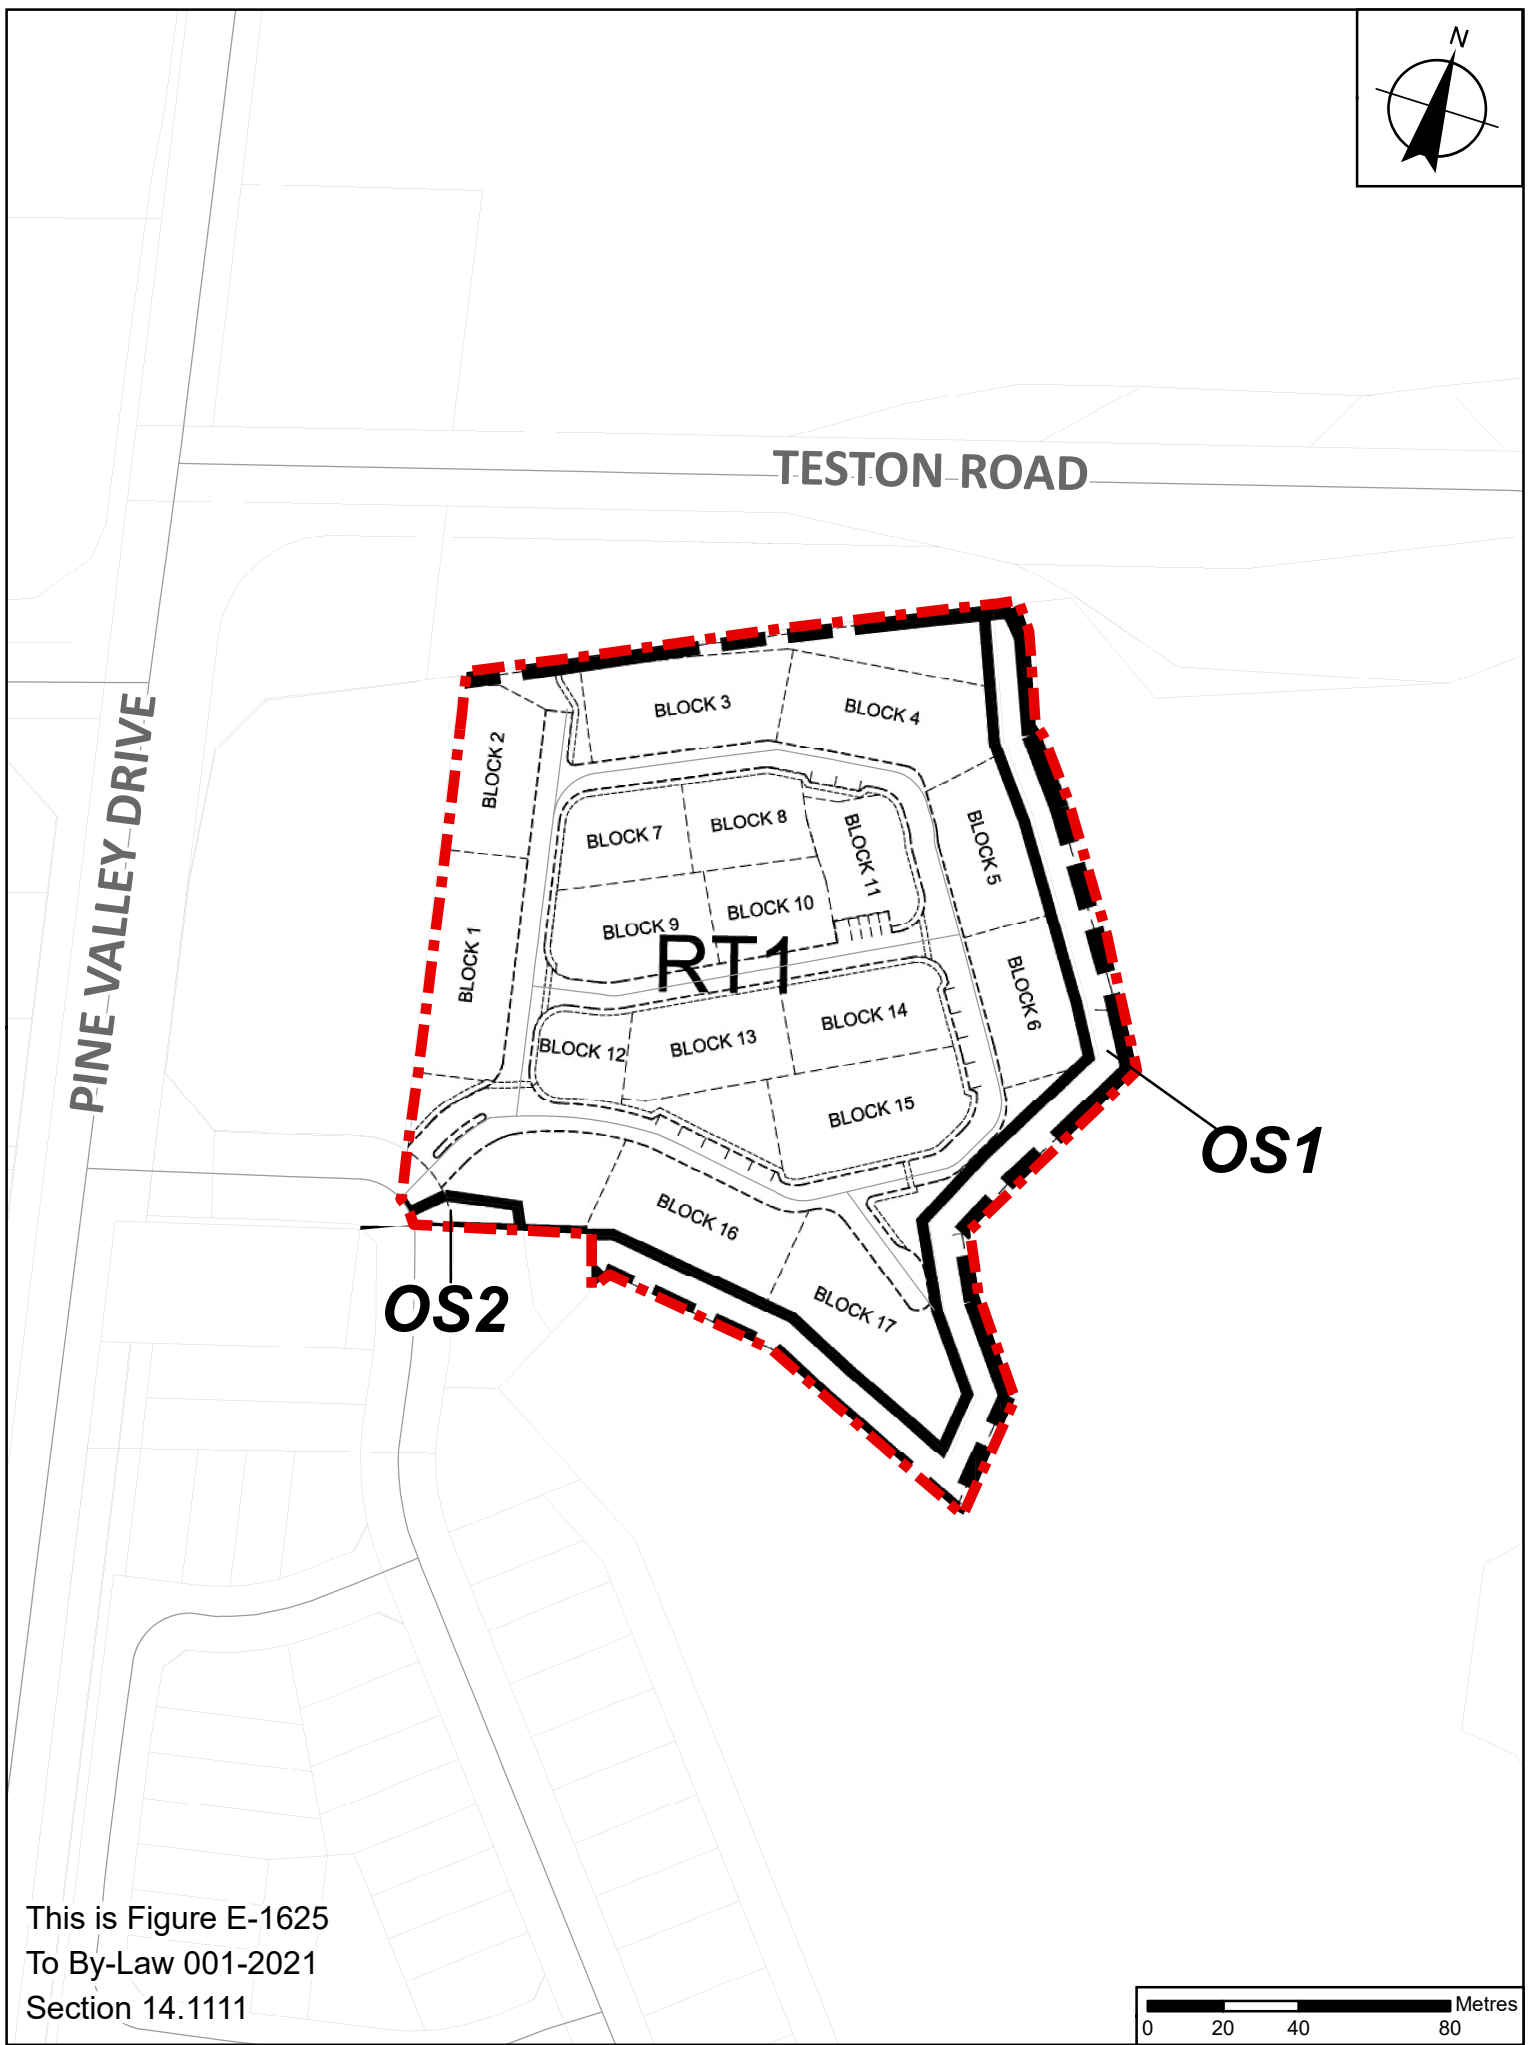 N
TESTON ROAD
PINE VALLEY DRIVE
BLOCK 3
BLOCK 4
BLOCK 2
BLOCK 7
BLOCK 8
BLOCK 11
BLOCK 5
BLOCK 1
BLOCK 9
BLOCK 10
RT1
BLOCK 6
BLOCK 12
BLOCK 13
BLOCK 14
BLOCK 15
OS1
BLOCK 16
OS2
BLOCK 17
This is Figure E-1625
To By-Law 001-2021
Section 14.1111
Metres
0 20 40 80